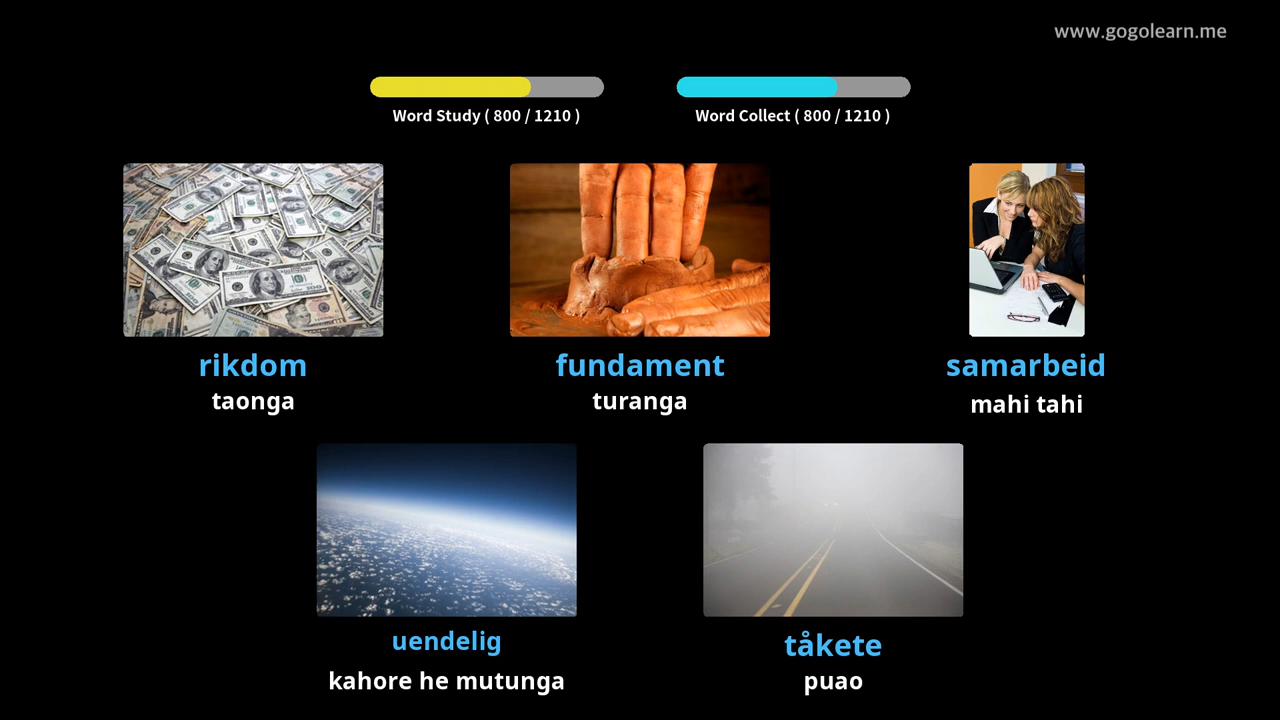 www.gogolearn.me
Word Study ( 800 / 1210 )
Word Collect ( 800 / 1210 )
rikdom
taonga
fundament
turanga
samarbeid
mahi tahi
uendelig
kahore he mutunga
tåkete
puao